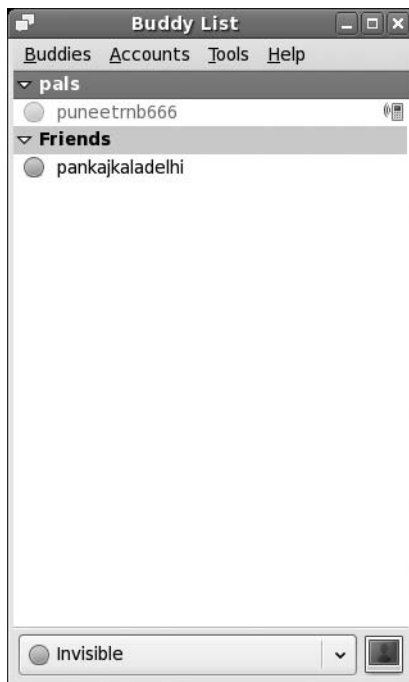 Buddy List
Buddies Accounts Tools Help
pals
puneetrnb666
Friends
pankajkaladelhi
Invisible